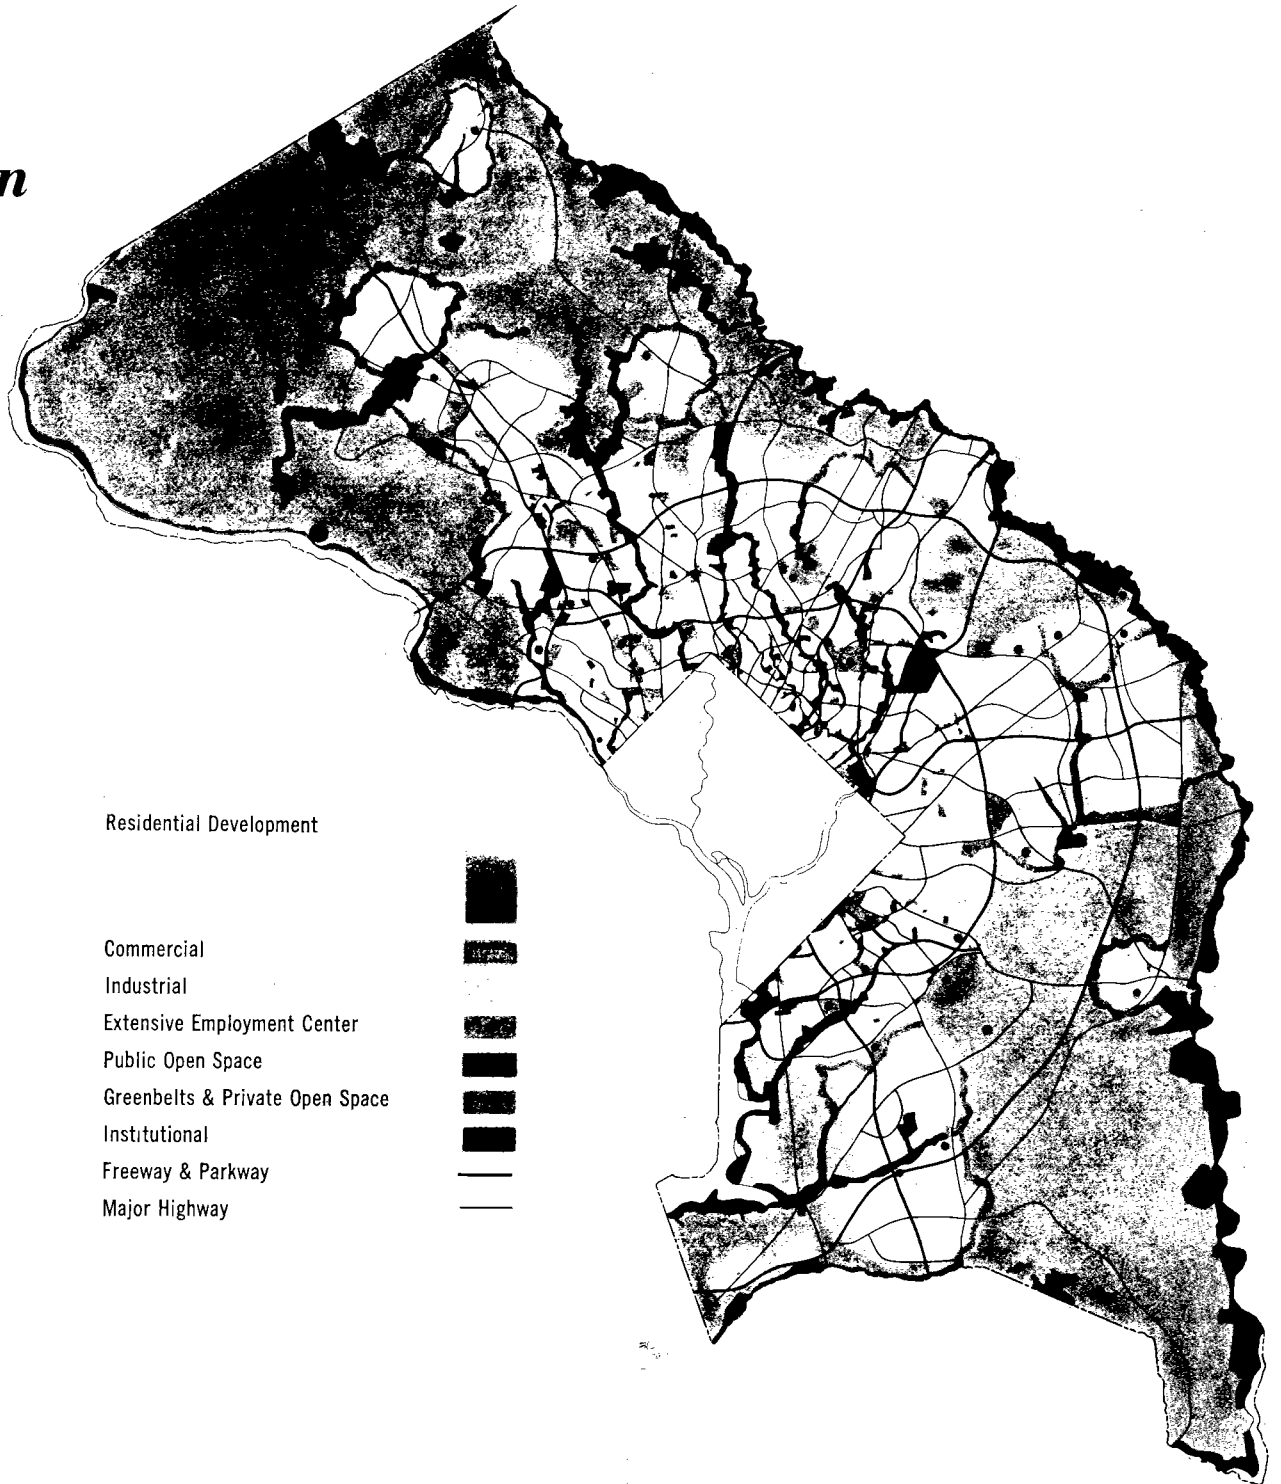 n
Residential Development
Commercial
Industrial
Extensive Employment Center
Public Open Space
Greenbelts & Private Open Space
Institutional
Freeway & Parkway
Major Highway